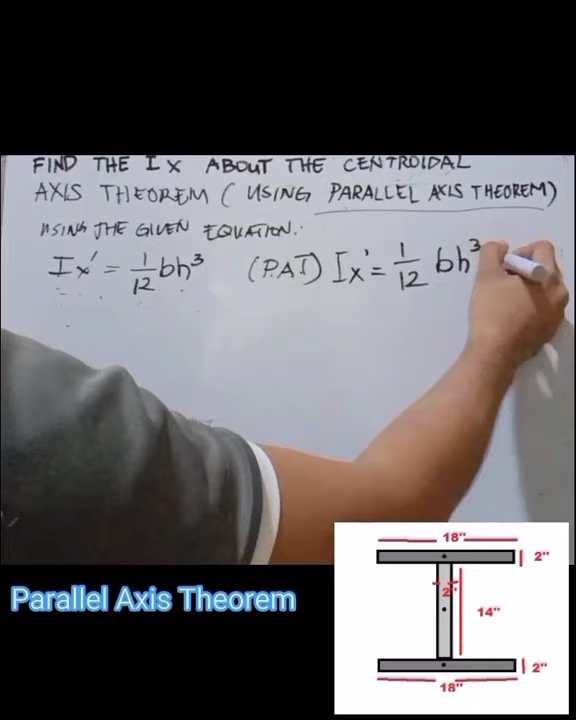 FIND THE IX ABOUT THE CENTROIDAL
AXIS THEOREM (USING PARALLEL AXIS THEOREM)
USING THE GIVEN EQUATION.
Ix' = 1/12 bh³ (P.A.T) Ix' = 1/12 bh³
18"
2"
2"
14"
2"
18"
Parallel Axis Theorem